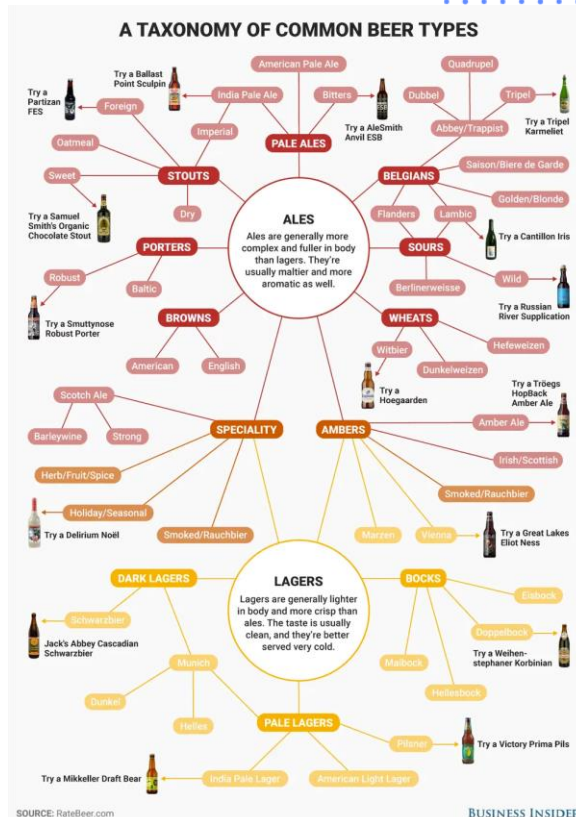 A TAXONOMY OF COMMON BEER TYPES
American Pale Ale
Quadrupel
Try a
Partizan
FES
Try a Ballast
Point Sculpin
Foreign
India Pale Ale
Bitters
Dubbel
Tripel
Try a AleSmith
Anvil ESB
Try a Tripel
Karmeliet
Imperial
Abbey/Trappist
Oatmeal
PALE ALES
Sweet
STOUTS
BELGIANS
Saison/Biere de Garde
Golden/Blonde
Dry
Flanders
Lambic
Try a Samuel
Smith's Organic
Chocolate Stout
ALES
Ales are generally more
complex and fuller in body
than lagers. They're
usually maltier and more
aromatic as well.
Try a Cantillon Iris
PORTERS
SOURS
Robust
Baltic
Berlinerweisse
Wild
Try a Smuttynose
Robust Porter
Try a Russian
River Supplication
BROWNS
WHEATS
American
English
Witbier
Hefeweizen
Dunkelweizen
Try a
Hoegaarden
Try a Tröegs
HopBack
Amber Ale
Scotch Ale
Barleywine
Strong
SPECIALITY
AMBERS
Amber Ale
Irish/Scottish
Herb/Fruit/Spice
Holiday/Seasonal
Smoked/Rauchbier
Smoked/Rauchbier
Try a Delirium Noël
Marzen
Vienna
Try a Great Lakes
Eliot Ness
DARK LAGERS
LAGERS
Lagers are generally lighter
in body and more crisp than
ales. The taste is usually
clean, and they're better
served very cold.
BOCKS
Eisbock
Schwarzbier
Doppelbock
Jack's Abbey Cascadian
Schwarzbier
Try a Weihen-
stephaner Korbinian
Munich
Maibock
Hellesbock
Dunkel
Helles
PALE LAGERS
Pilsner
Try a Victory Prima Pils
Try a Mikkeller Draft Bear
India Pale Lager
American Light Lager
SOURCE: RateBeer.com
BUSINESS INSIDER